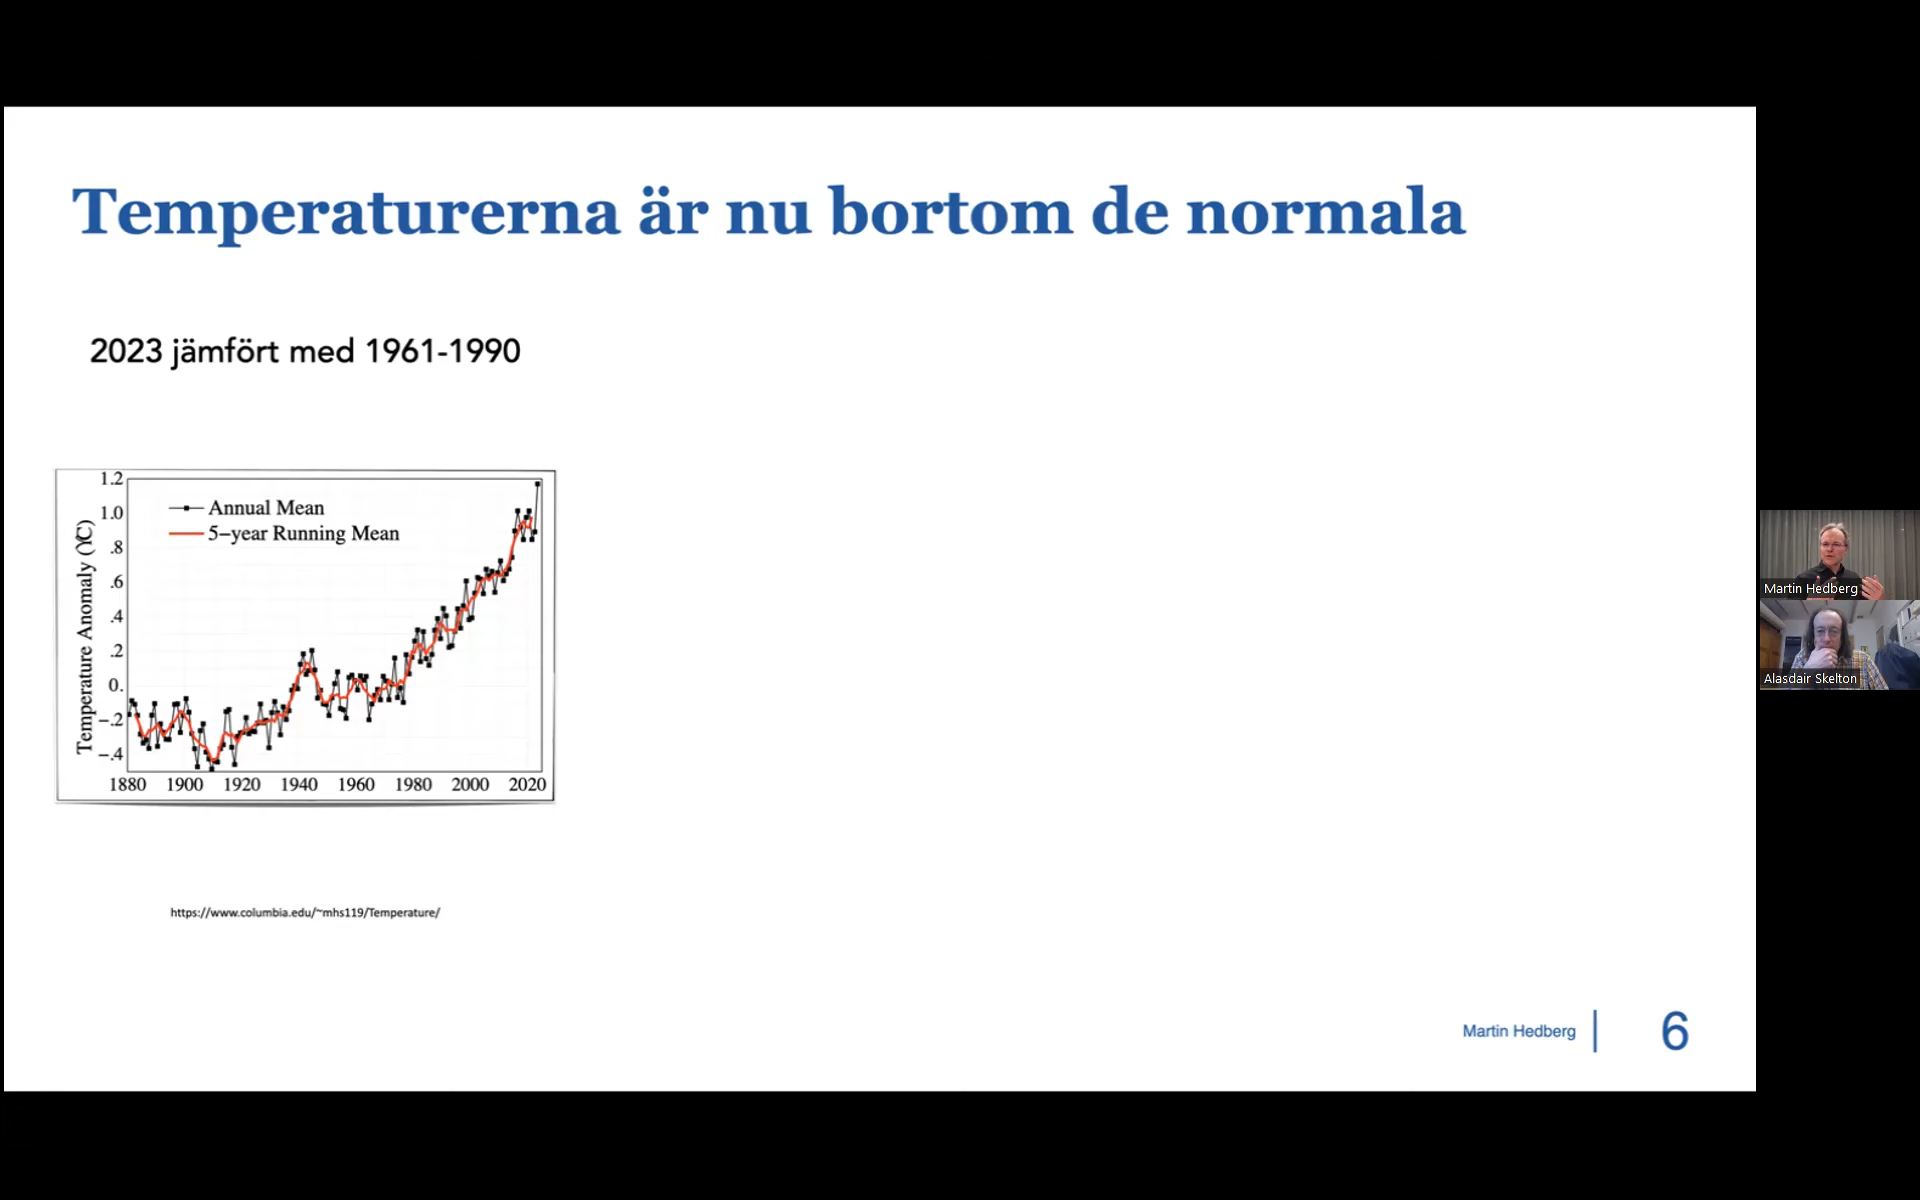 Temperaturerna är nu bortom de normala
2023 jämfört med 1961-1990
Temperature Anomaly (°C)
1.2
1.0
.8
.6
.4
.2
0.
−.2
−.4
Annual Mean
5−year Running Mean
1880 1900 1920 1940 1960 1980 2000 2020
https://www.columbia.edu/~mhs119/Temperature/
Martin Hedberg
6
Martin Hedberg
Alasdair Skelton